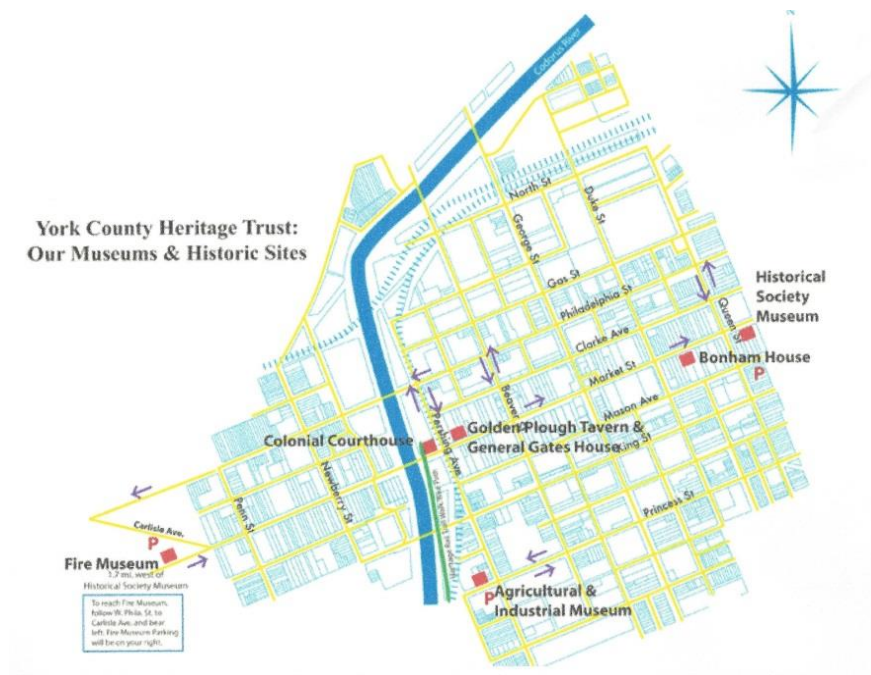 N
Codorus River
York County Heritage Trust:
Our Museums & Historic Sites
North St
Duke St
George St
Gas St
Philadelphia St
Clarke Ave
Queen St
Historical
Society
Museum
Bonham House
P
Market St
Beaver
Mason Ave
Pershing Ave.
Golden Plough Tavern &
General Gates House
Colonial Courthouse
King St
Newberry St
Penn St
Princess St
Carlisle Ave.
P
Fire Museum
1.7 mi. west of
Historical Society Museum
To reach Fire Museum,
follow W. Phila. St. to
Carlisle Ave. and bear
left. Fire Museum Parking
will be on your right.
P
Agricultural &
Industrial Museum